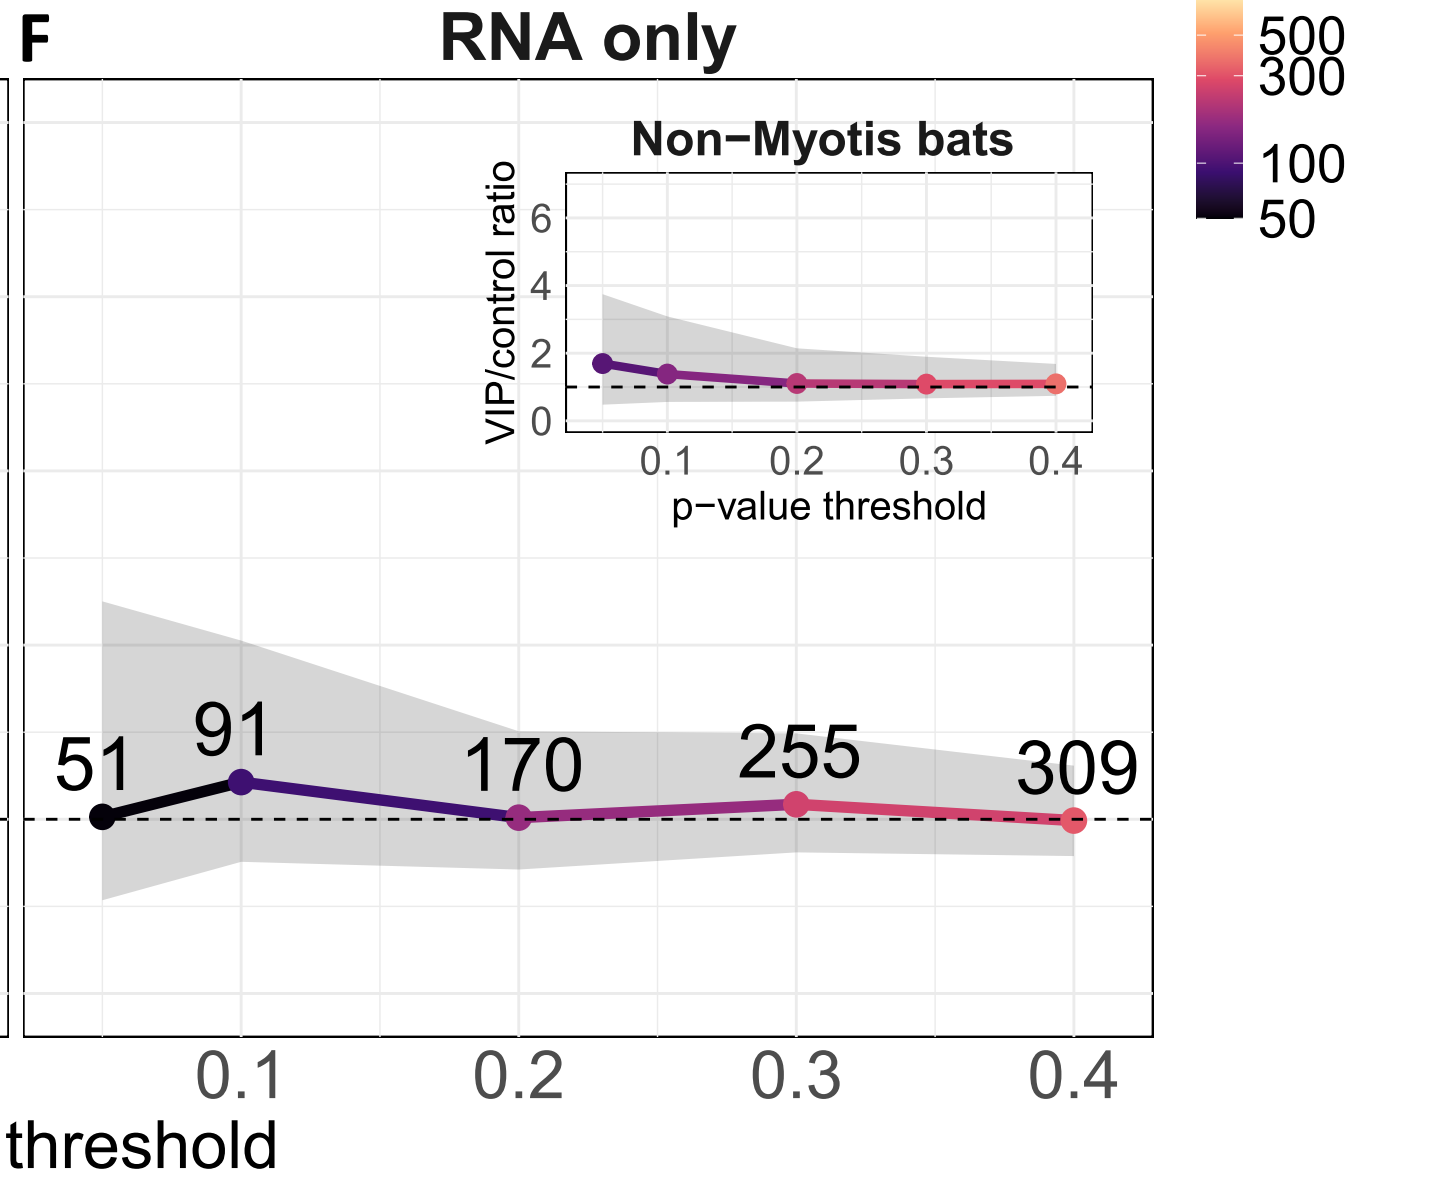 F
RNA only
500
300
100
50
Non−Myotis bats
VIP/control ratio
6
4
2
0
0.1 0.2 0.3 0.4
p−value threshold
51
91
170
255
309
0.1 0.2 0.3 0.4
threshold